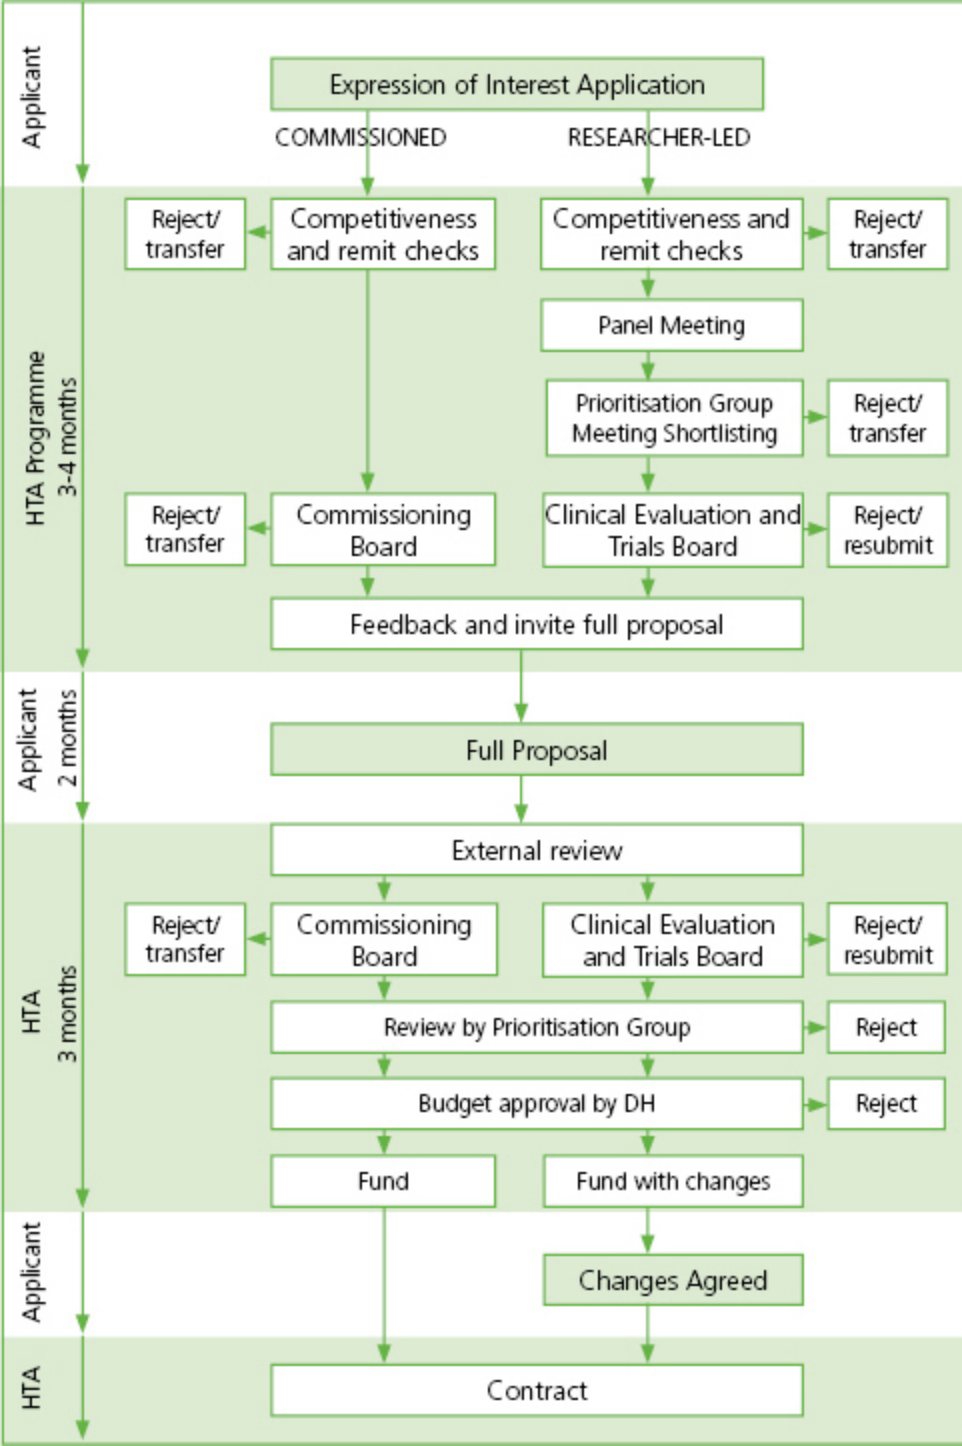 Applicant
Expression of Interest Application
COMMISSIONED
RESEARCHER-LED
HTA Programme
3-4 months
Reject/
transfer
Competitiveness
and remit checks
Competitiveness and
remit checks
Reject/
transfer
Panel Meeting
Prioritisation Group
Meeting Shortlisting
Reject/
transfer
Reject/
transfer
Commissioning
Board
Clinical Evaluation and
Trials Board
Reject/
resubmit
Feedback and invite full proposal
Applicant
2 months
Full Proposal
HTA
3 months
External review
Reject/
transfer
Commissioning
Board
Clinical Evaluation
and Trials Board
Reject/
resubmit
Review by Prioritisation Group
Reject
Budget approval by DH
Reject
Fund
Fund with changes
Applicant
Changes Agreed
HTA
Contract